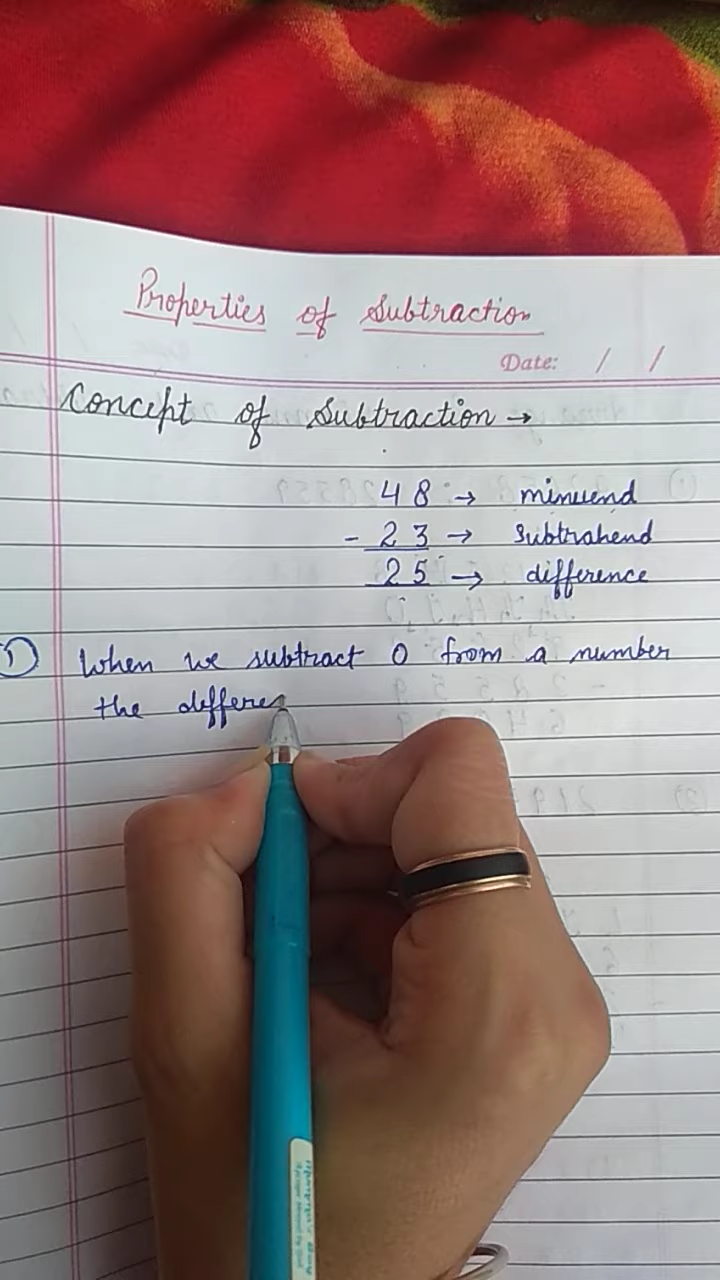 Properties of Subtraction
Date: / /
Concept of Subtraction →
48 → minuend
- 23 → Subtrahend
25 → difference
1) When we subtract 0 from a number
the differen